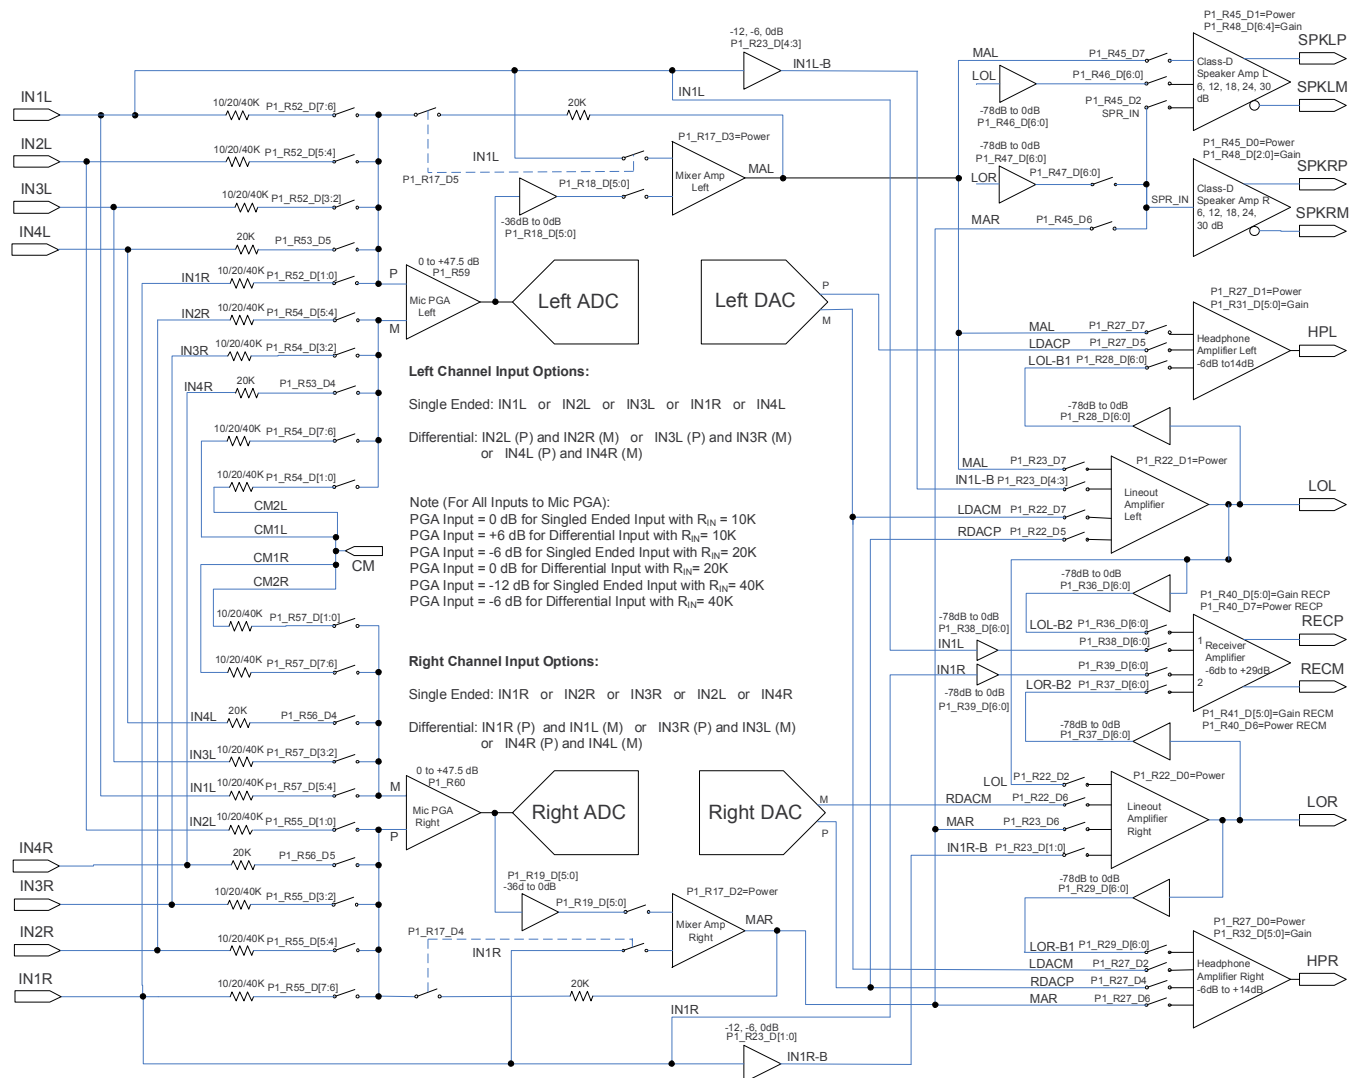 -12, -6, 0dB
P1_R23_D[4:3]
IN1L-B
IN1L
IN1L
10/20/40K P1_R52_D[7:6]
20K
P1_R17_D5
IN1L
P1_R17_D3=Power
Mixer Amp
Left
MAL
IN2L
10/20/40K P1_R52_D[5:4]
P1_R18_D[5:0]
-36dB to 0dB
P1_R18_D[5:0]
IN3L
10/20/40K P1_R52_D[3:2]
IN4L
20K P1_R53_D5
IN1R 10/20/40K P1_R52_D[1:0]
IN2R 10/20/40K P1_R54_D[5:4]
IN3R 10/20/40K P1_R54_D[3:2]
IN4R 20K P1_R53_D4
10/20/40K P1_R54_D[7:6]
10/20/40K P1_R54_D[1:0]
P
M
0 to +47.5 dB
P1_R59
Mic PGA
Left
Left ADC
Left DAC
P
M
CM2L
CM1L
CM1R
CM2R
CM
Left Channel Input Options:
Single Ended: IN1L or IN2L or IN3L or IN1R or IN4L
Differential: IN2L (P) and IN2R (M) or IN3L (P) and IN3R (M)
or IN4L (P) and IN4R (M)
Note (For All Inputs to Mic PGA):
PGA Input = 0 dB for Singled Ended Input with RIN = 10K
PGA Input = +6 dB for Differential Input with RIN= 10K
PGA Input = -6 dB for Singled Ended Input with RIN= 20K
PGA Input = 0 dB for Differential Input with RIN= 20K
PGA Input = -12 dB for Singled Ended Input with RIN= 40K
PGA Input = -6 dB for Differential Input with RIN= 40K
Right Channel Input Options:
Single Ended: IN1R or IN2R or IN3R or IN2L or IN4R
Differential: IN1R (P) and IN1L (M) or IN3R (P) and IN3L (M)
or IN4R (P) and IN4L (M)
10/20/40K P1_R57_D[1:0]
10/20/40K P1_R57_D[7:6]
IN4L 20K P1_R56_D4
IN3L 10/20/40K P1_R57_D[3:2]
IN1L 10/20/40K P1_R57_D[5:4]
IN2L 10/20/40K P1_R55_D[1:0]
M
P
0 to +47.5 dB
P1_R60
Mic PGA
Right
Right ADC
Right DAC
M
P
IN4R
20K P1_R56_D5
IN3R
10/20/40K P1_R55_D[3:2]
IN2R
10/20/40K P1_R55_D[5:4]
IN1R
10/20/40K P1_R55_D[7:6]
P1_R19_D[5:0]
-36d to 0dB
P1_R19_D[5:0]
P1_R17_D4
IN1R
P1_R17_D2=Power
Mixer Amp
Right
MAR
20K
IN1R
-12, -6, 0dB
P1_R23_D[1:0]
IN1R-B
P1_R45_D1=Power
P1_R48_D[6:4]=Gain
MAL P1_R45_D7
LOL P1_R46_D[6:0]
-78dB to 0dB
P1_R46_D[6:0]
P1_R45_D2
SPR_IN
Class-D
Speaker Amp L
6, 12, 18, 24, 30
dB
SPKLP
SPKLM
-78dB to 0dB
P1_R47_D[6:0]
LOR P1_R47_D[6:0]
MAR P1_R45_D6
SPR_IN
P1_R45_D0=Power
P1_R48_D[2:0]=Gain
Class-D
Speaker Amp R
6, 12, 18, 24,
30 dB
SPKRP
SPKRM
P1_R27_D1=Power
P1_R31_D[5:0]=Gain
MAL P1_R27_D7
LDACP P1_R27_D5
LOL-B1 P1_R28_D[6:0]
Headphone
Amplifier Left
-6dB to14dB
HPL
-78dB to 0dB
P1_R28_D[6:0]
MAL P1_R23_D7
IN1L-B P1_R23_D[4:3]
LDACM P1_R22_D7
RDACP P1_R22_D5
P1_R22_D1=Power
Lineout
Amplifier
Left
LOL
-78dB to 0dB
P1_R36_D[6:0]
LOL-B2 P1_R36_D[6:0]
-78dB to 0dB
P1_R38_D[6:0]
IN1L P1_R38_D[6:0]
IN1R P1_R39_D[6:0]
-78dB to 0dB
P1_R39_D[6:0]
LOR-B2 P1_R37_D[6:0]
P1_R40_D[5:0]=Gain RECP
P1_R40_D7=Power RECP
1
Receiver
Amplifier
-6db to +29dB
2
RECP
RECM
P1_R41_D[5:0]=Gain RECM
P1_R40_D6=Power RECM
-78dB to 0dB
P1_R37_D[6:0]
LOL P1_R22_D2
RDACM P1_R22_D6
MAR P1_R23_D6
IN1R-B P1_R23_D[1:0]
P1_R22_D0=Power
Lineout
Amplifier
Right
LOR
-78dB to 0dB
P1_R29_D[6:0]
P1_R27_D0=Power
P1_R32_D[5:0]=Gain
LOR-B1 P1_R29_D[6:0]
LDACM P1_R27_D2
RDACP P1_R27_D4
MAR P1_R27_D6
Headphone
Amplifier Right
-6dB to +14dB
HPR